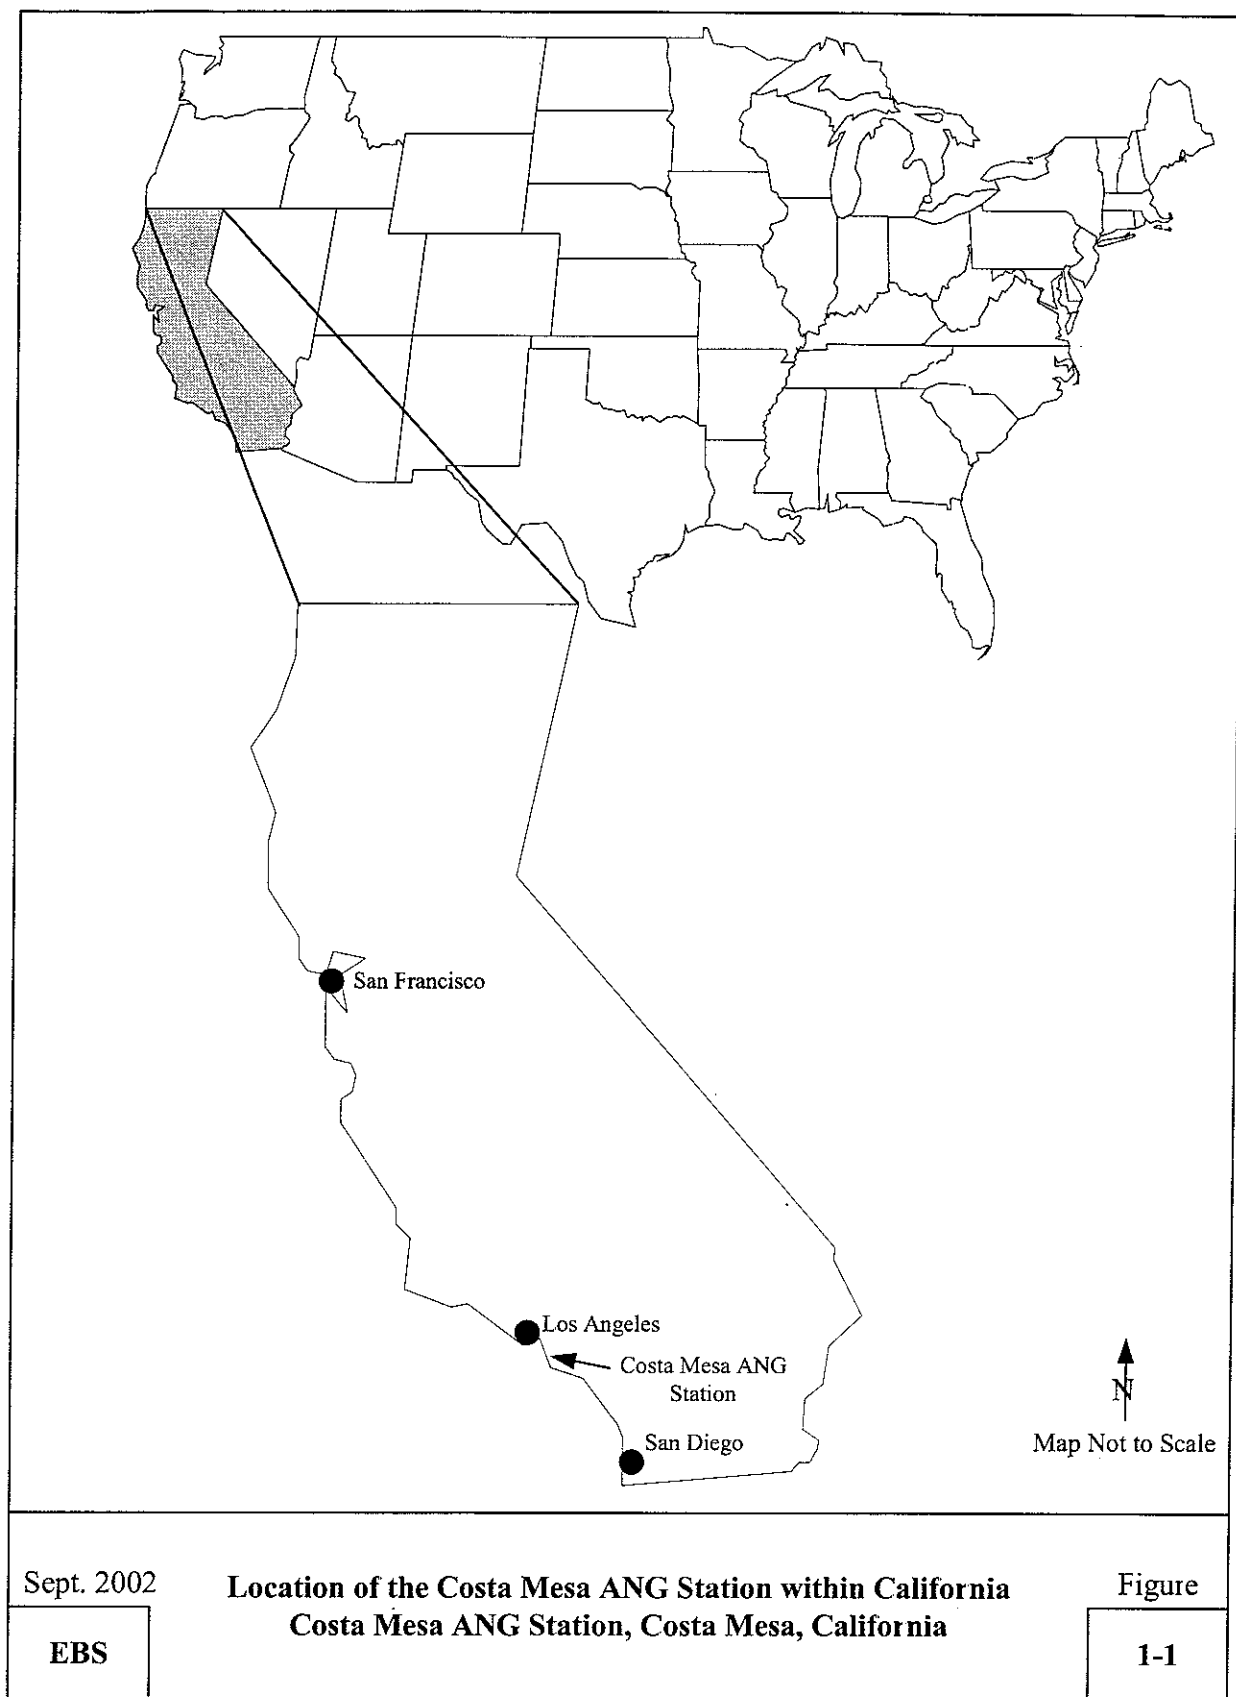 San Francisco
Los Angeles
Costa Mesa ANG
Station
San Diego
N
Map Not to Scale
Sept. 2002
Location of the Costa Mesa ANG Station within California
Costa Mesa ANG Station, Costa Mesa, California
Figure
EBS
1-1